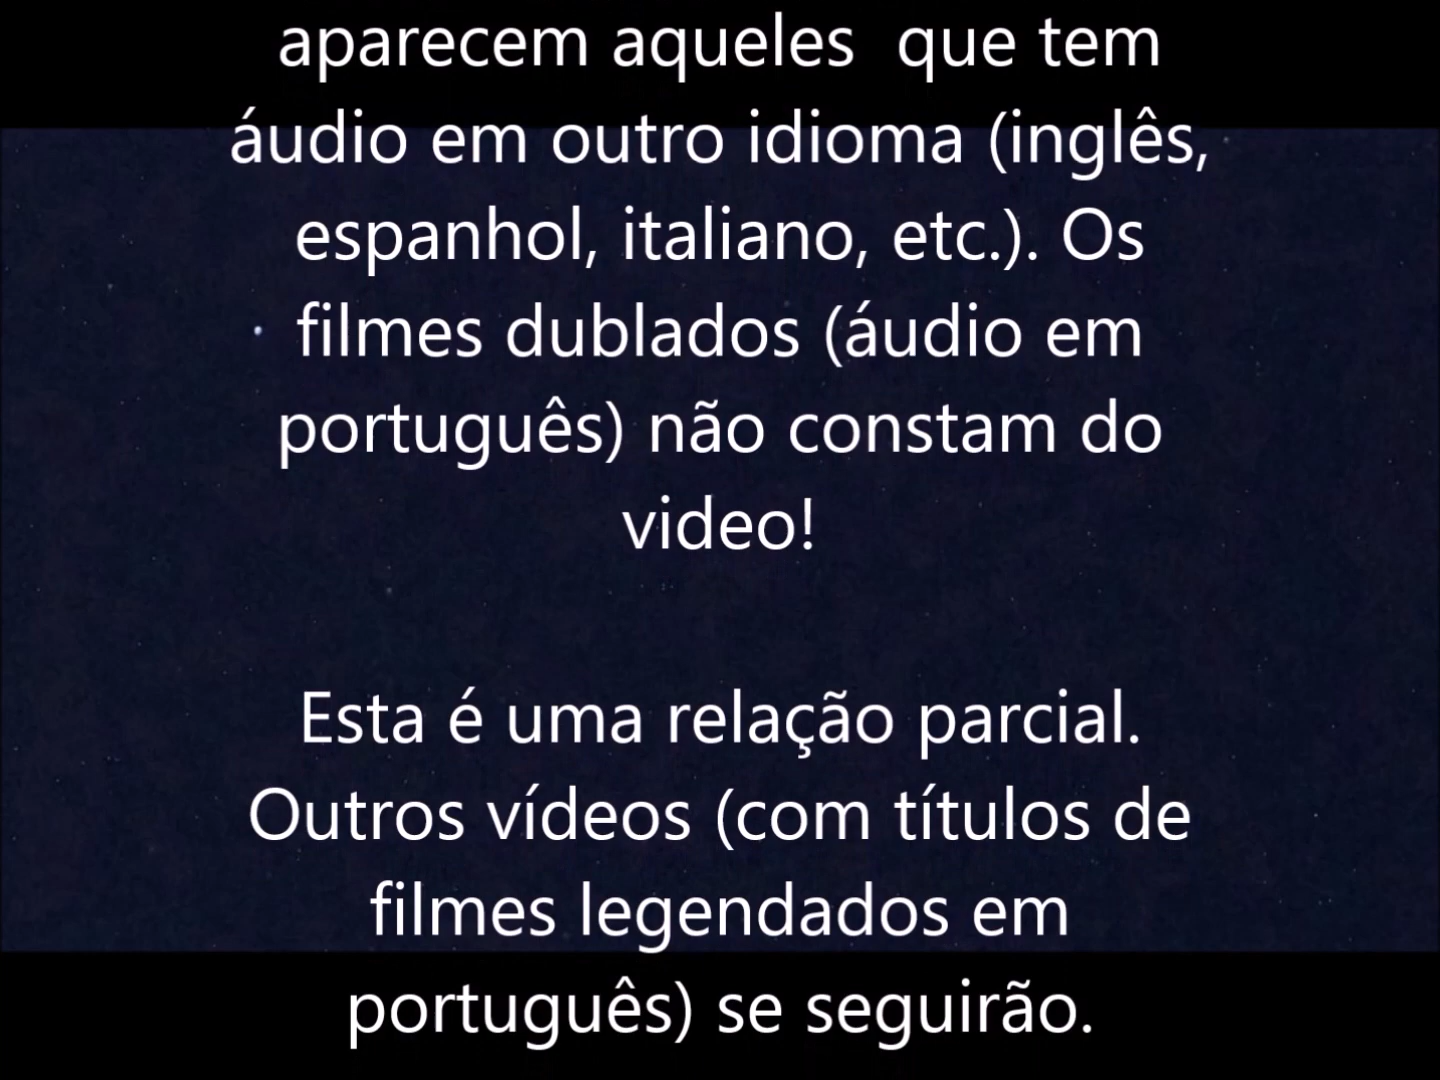 aparecem aqueles  que tem
áudio em outro idioma (inglês,
espanhol, italiano, etc.). Os
filmes dublados (áudio em
português) não constam do
video!
Esta é uma relação parcial.
Outros vídeos (com títulos de
filmes legendados em
português) se seguirão.